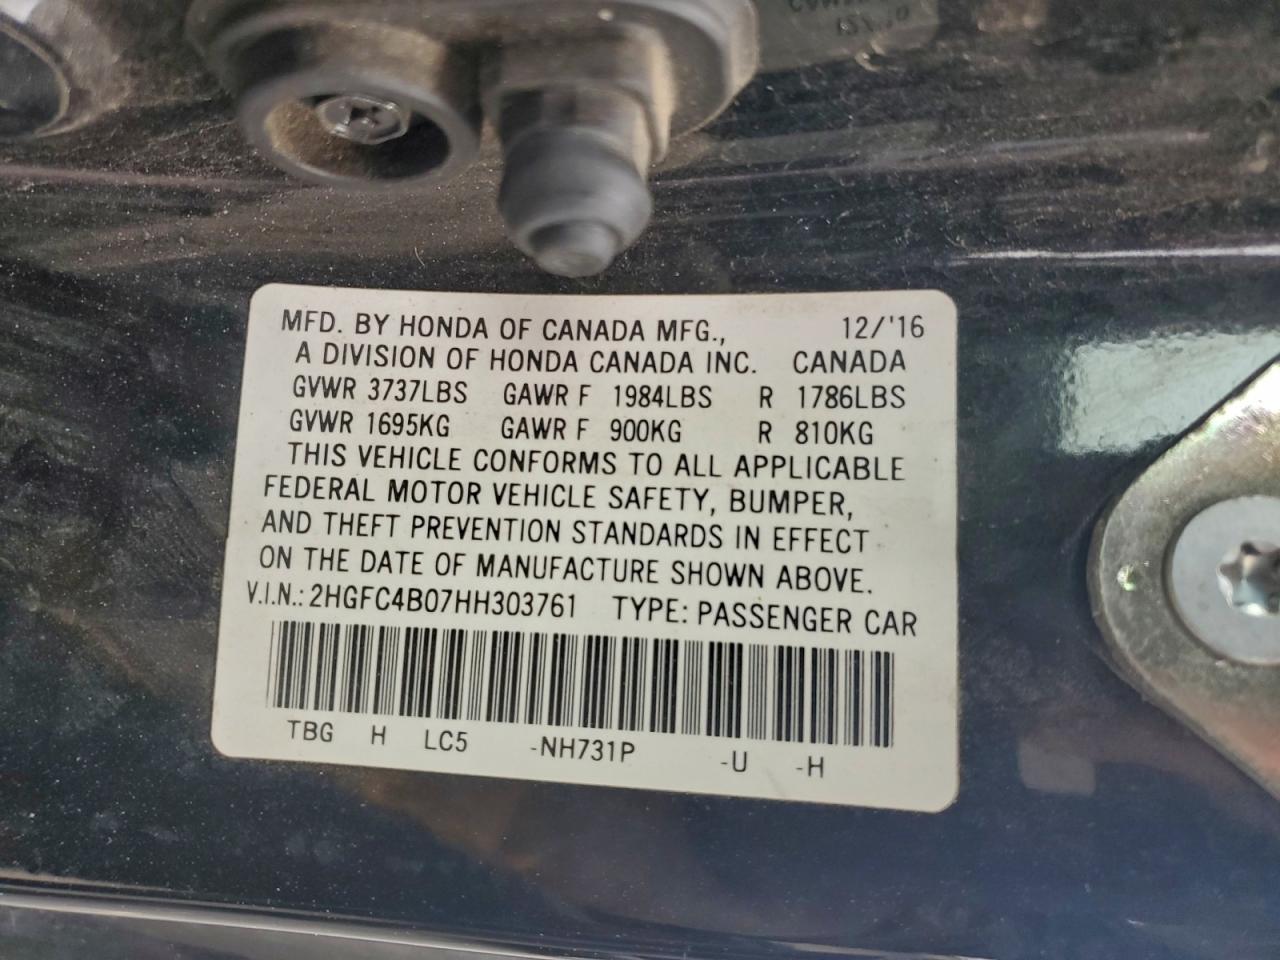 MFD. BY HONDA OF CANADA MFG., 12/'16
A DIVISION OF HONDA CANADA INC. CANADA
GVWR 3737LBS GAWR F 1984LBS R 1786LBS
GVWR 1695KG GAWR F 900KG R 810KG
THIS VEHICLE CONFORMS TO ALL APPLICABLE
FEDERAL MOTOR VEHICLE SAFETY, BUMPER,
AND THEFT PREVENTION STANDARDS IN EFFECT
ON THE DATE OF MANUFACTURE SHOWN ABOVE.
V.I.N.: 2HGFC4B07HH303761 TYPE: PASSENGER CAR
TBG H LC5 -NH731P -U -H